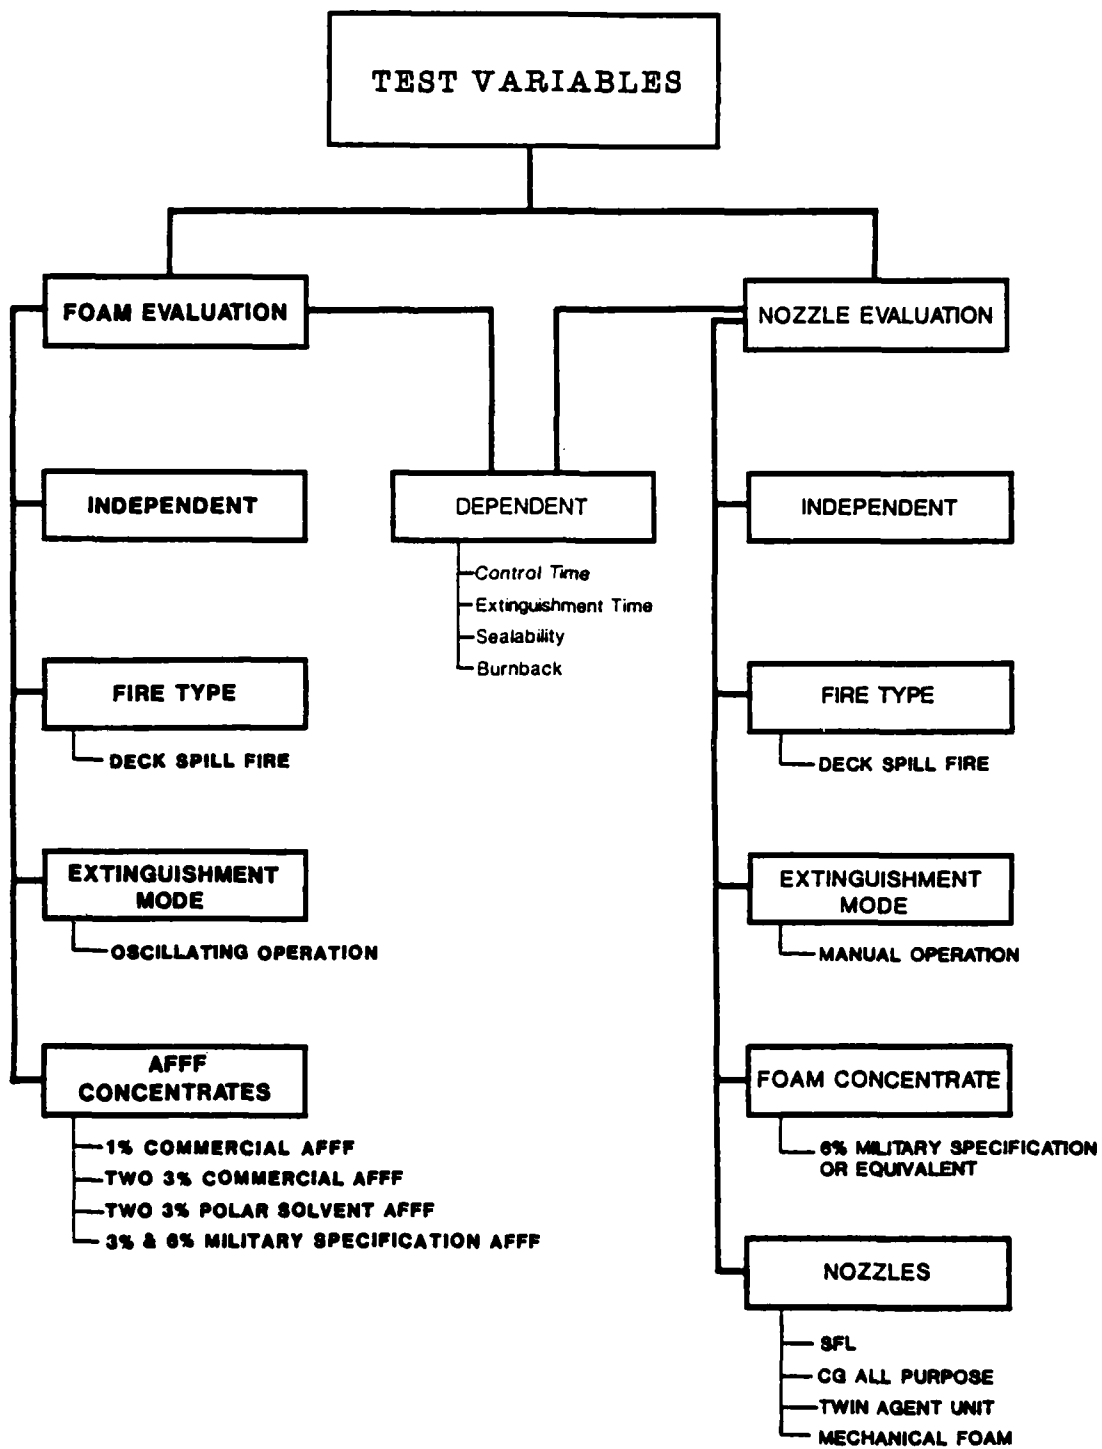 TEST VARIABLES
FOAM EVALUATION
NOZZLE EVALUATION
INDEPENDENT
DEPENDENT
Control Time
Extinguishment Time
Sealability
Burnback
INDEPENDENT
FIRE TYPE
DECK SPILL FIRE
FIRE TYPE
DECK SPILL FIRE
EXTINGUISHMENT
MODE
OSCILLATING OPERATION
EXTINGUISHMENT
MODE
MANUAL OPERATION
AFFF
CONCENTRATES
1% COMMERCIAL AFFF
TWO 3% COMMERCIAL AFFF
TWO 3% POLAR SOLVENT AFFF
3% & 6% MILITARY SPECIFICATION AFFF
FOAM CONCENTRATE
6% MILITARY SPECIFICATION
OR EQUIVALENT
NOZZLES
SFL
CG ALL PURPOSE
TWIN AGENT UNIT
MECHANICAL FOAM